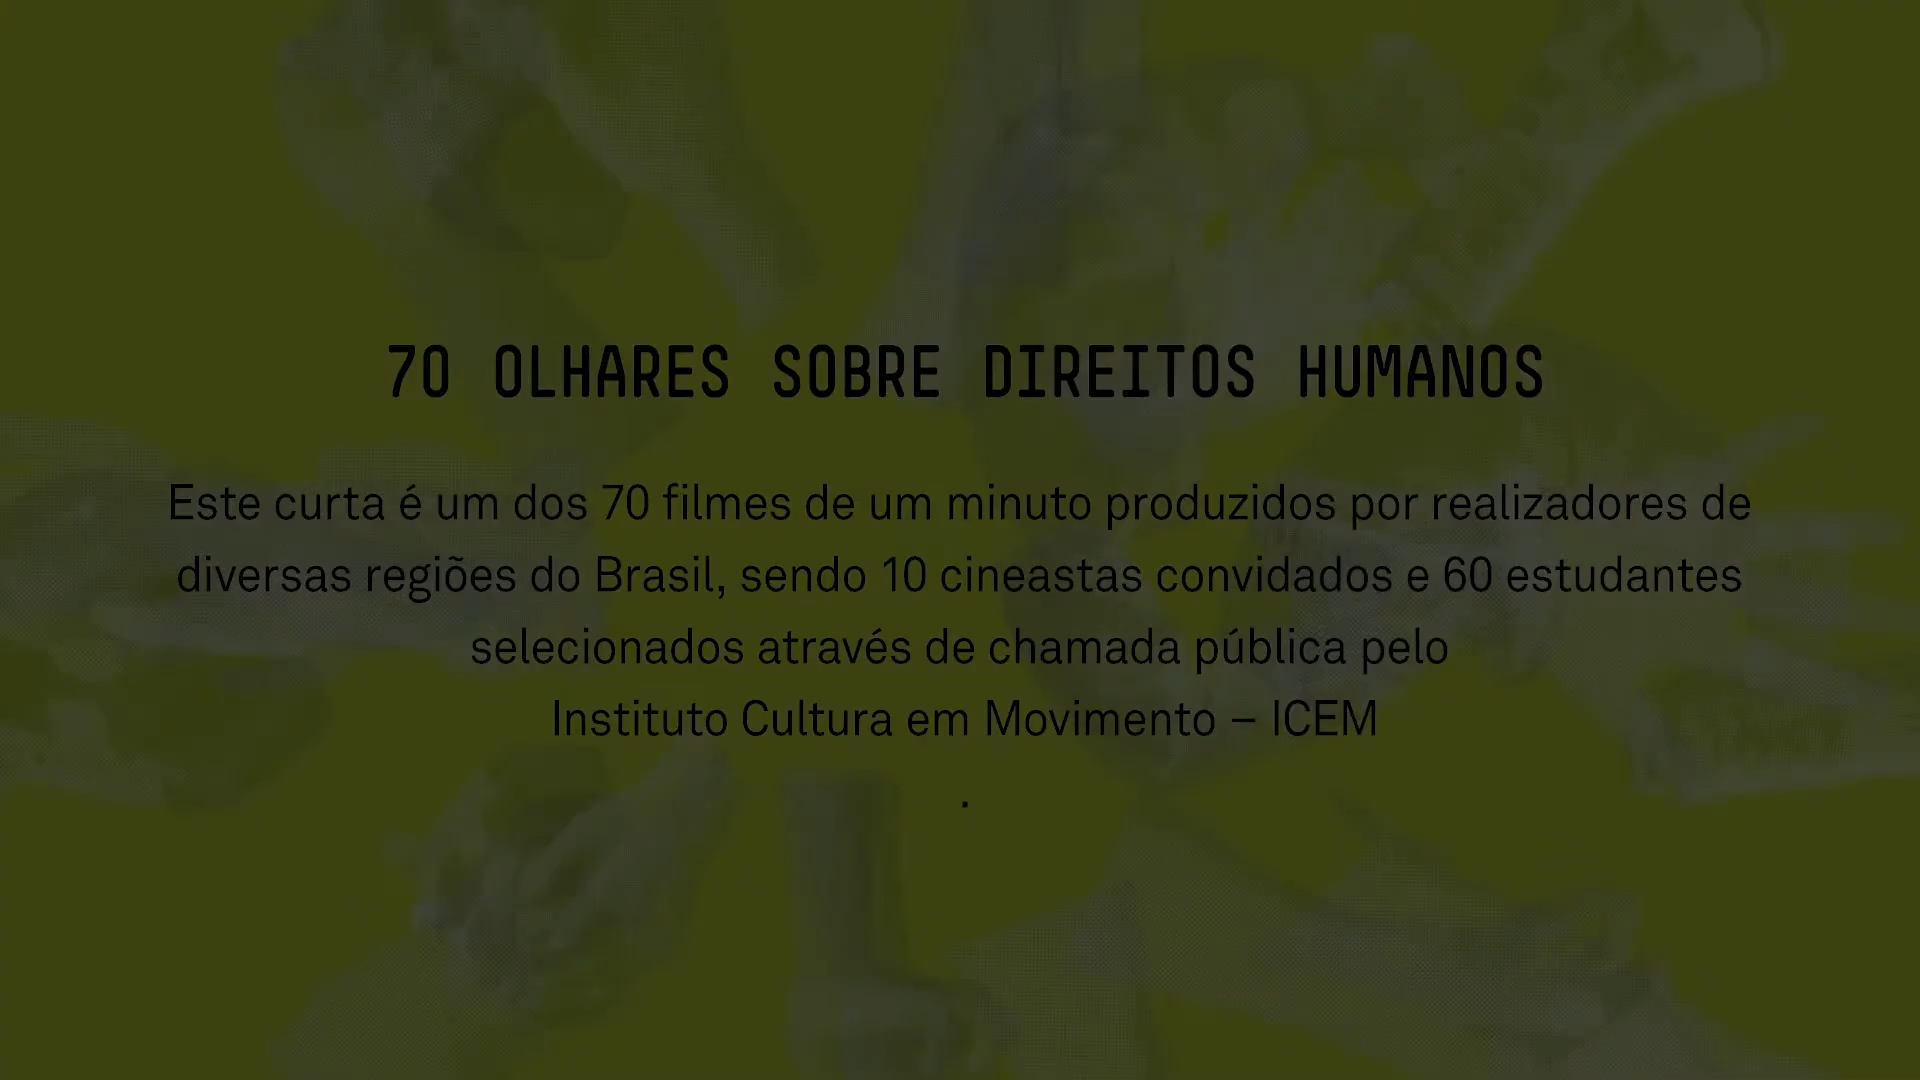 70 OLHARES SOBRE DIREITOS HUMANOS
Este curta é um dos 70 filmes de um minuto produzidos por realizadores de
diversas regiões do Brasil, sendo 10 cineastas convidados e 60 estudantes
selecionados através de chamada pública pelo
Instituto Cultura em Movimento – ICEM
.